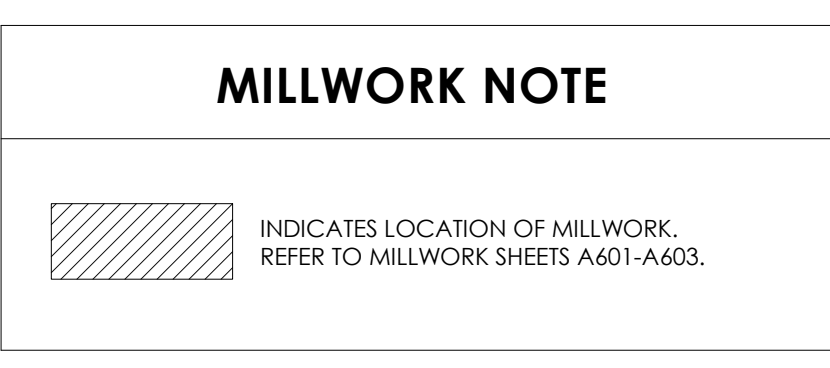 MILLWORK NOTE
INDICATES LOCATION OF MILLWORK.
REFER TO MILLWORK SHEETS A601-A603.